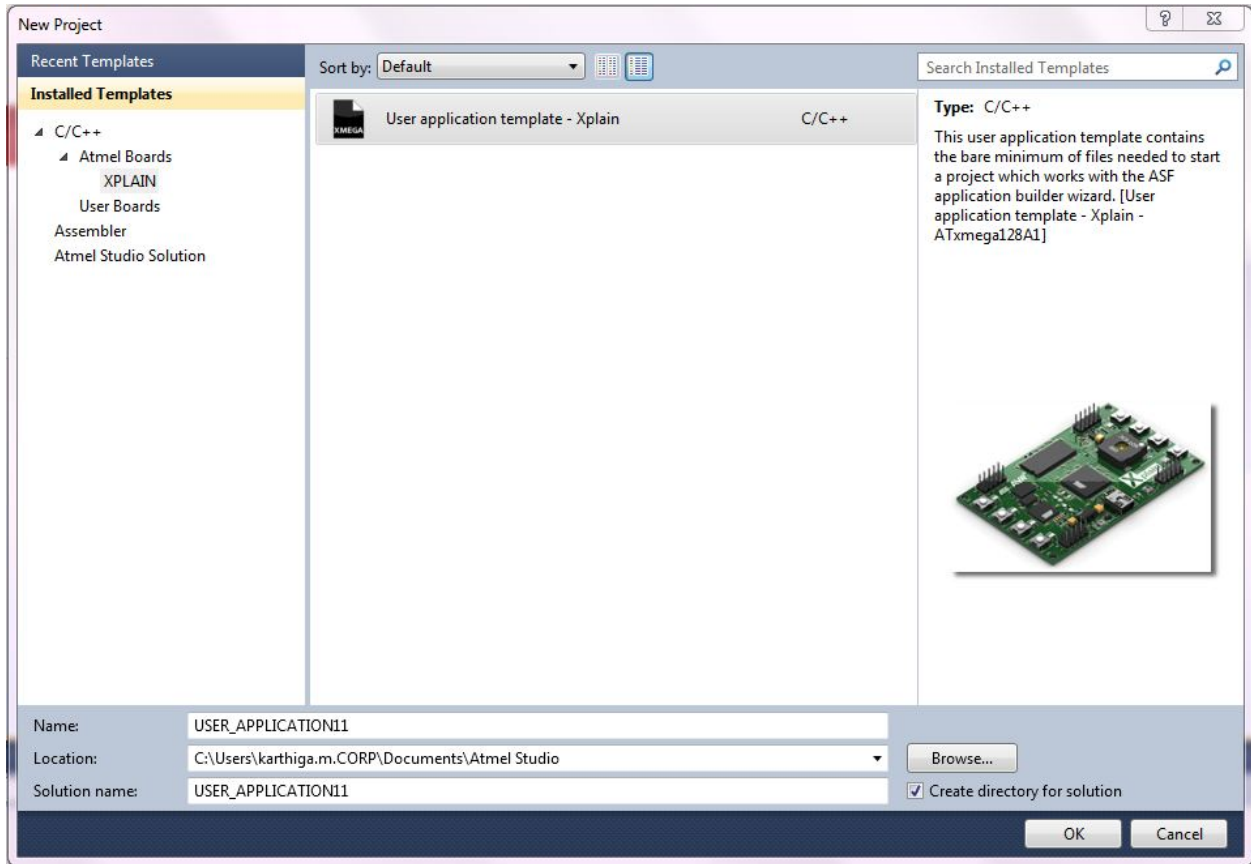 New Project
Recent Templates
Installed Templates
C/C++
Atmel Boards
XPLAIN
User Boards
Assembler
Atmel Studio Solution
Sort by: Default
XMEGA
User application template - Xplain C/C++
Search Installed Templates
Type: C/C++
This user application template contains
the bare minimum of files needed to start
a project which works with the ASF
application builder wizard. [User
application template - Xplain -
ATxmega128A1]
Name: USER_APPLICATION11
Location: C:\Users\karthiga.m.CORP\Documents\Atmel Studio Browse...
Solution name: USER_APPLICATION11 Create directory for solution
OK Cancel